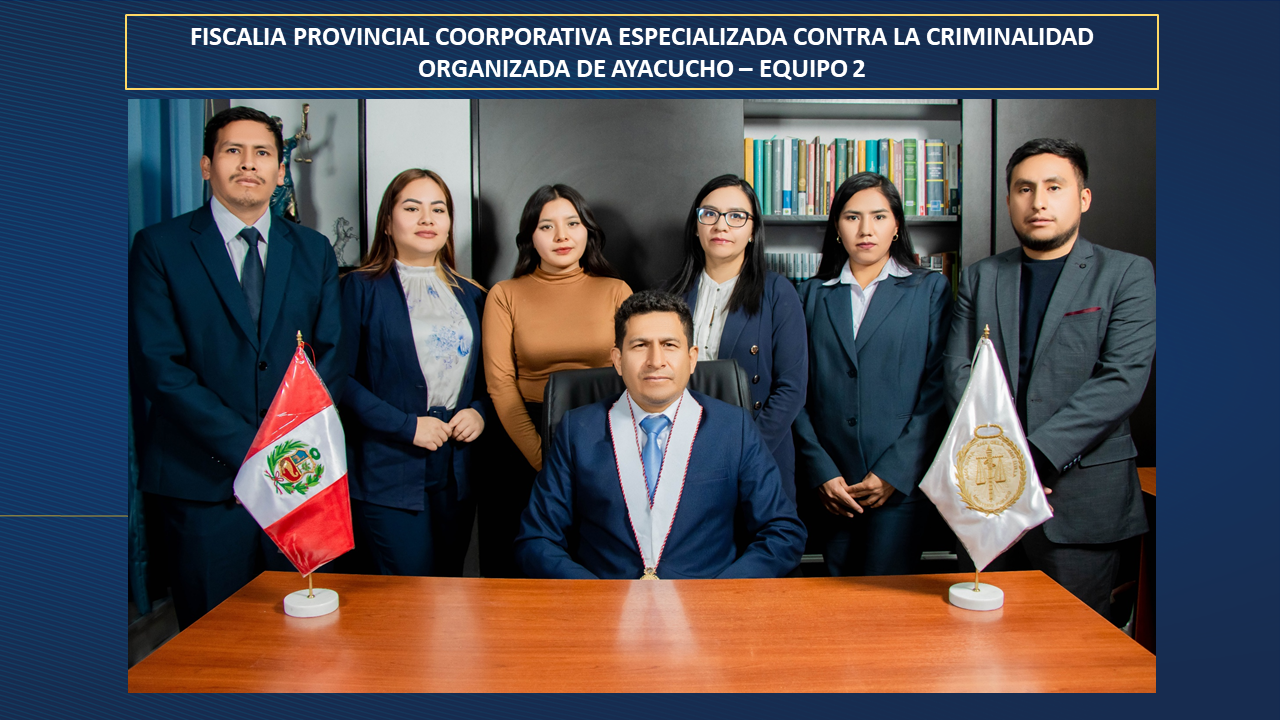 FISCALIA PROVINCIAL COORPORATIVA ESPECIALIZADA CONTRA LA CRIMINALIDAD
ORGANIZADA DE AYACUCHO – EQUIPO 2